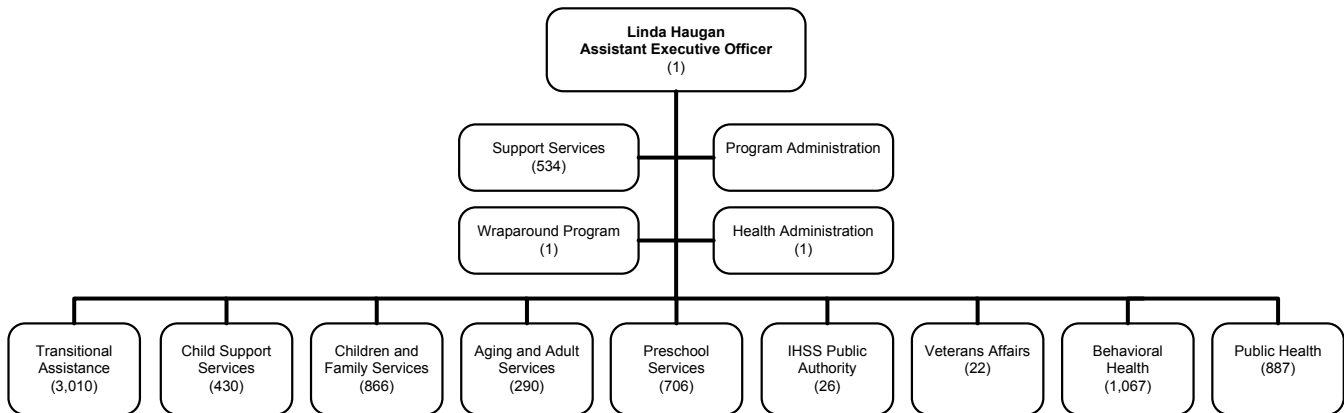 Linda Haugan
Assistant Executive Officer
(1)
Support Services
(534)
Program Administration
Wraparound Program
(1)
Health Administration
(1)
Transitional
Assistance
(3,010)
Child Support
Services
(430)
Children and
Family Services
(866)
Aging and Adult
Services
(290)
Preschool
Services
(706)
IHSS Public
Authority
(26)
Veterans Affairs
(22)
Behavioral
Health
(1,067)
Public Health
(887)